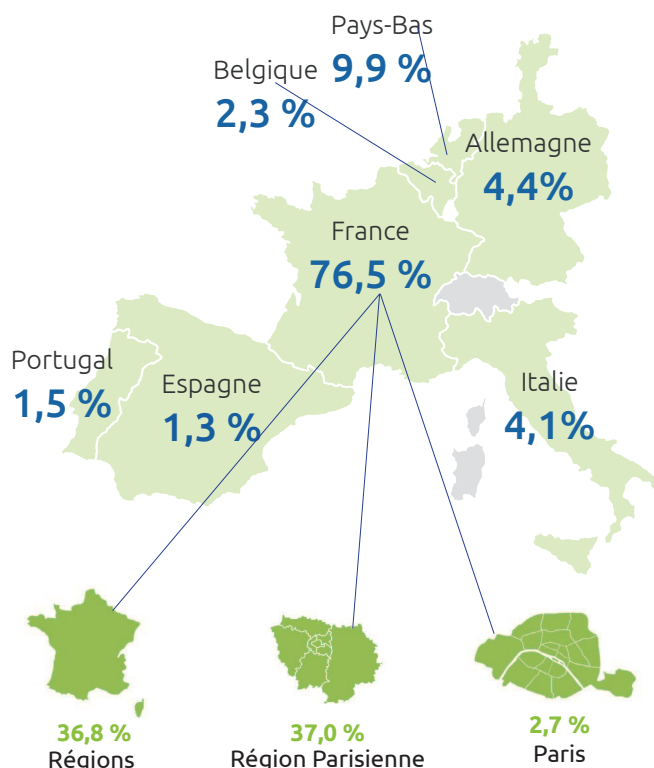 Pays-Bas
9,9 %
Belgique
2,3 %
Allemagne
4,4%
France
76,5 %
Portugal
1,5 %
Espagne
1,3 %
Italie
4,1%
36,8 %
Régions
37,0 %
Région Parisienne
2,7 %
Paris